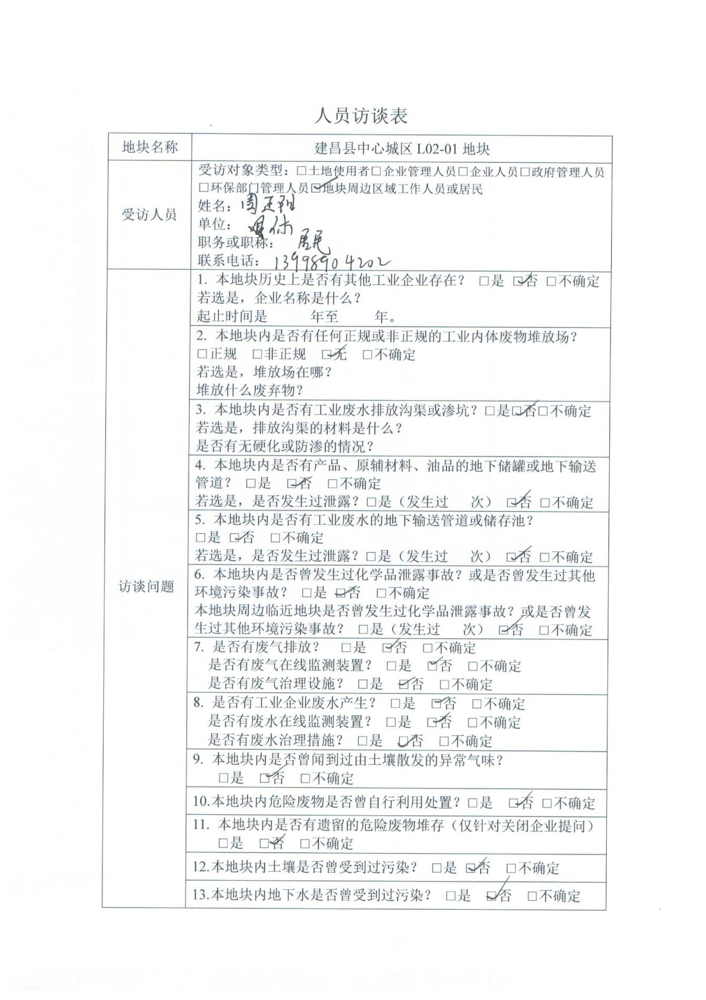 人员访谈表
地块名称
建昌县中心城区 L02-01 地块
受访人员
受访对象类型：□土地使用者□企业管理人员□企业人员□政府管理人员
□环保部门管理人员☑地块周边区域工作人员或居民
姓名：周
单位：退休
职务或职称：居民
联系电话：13998904202
访谈问题
1. 本地块历史上是否有其他工业企业存在？ □是 ☑否 □不确定
若选是，企业名称是什么？
起止时间是 年至 年。
2. 本地块内是否有任何正规或非正规的工业内体废物堆放场？
□正规 □非正规 ☑无 □不确定
若选是，堆放场在哪？
堆放什么废弃物？
3. 本地块内是否有工业废水排放沟渠或渗坑？□是☑否□不确定
若选是，排放沟渠的材料是什么？
是否有无硬化或防渗的情况？
4. 本地块内是否有产品、原辅材料、油品的地下储罐或地下输送
管道？ □是 ☑否 □不确定
若选是，是否发生过泄露？□是（发生过 次） ☑否 □不确定
5. 本地块内是否有工业废水的地下输送管道或储存池？
□是 ☑否 □不确定
若选是，是否发生过泄露？□是（发生过 次） ☑否 □不确定
6. 本地块内是否曾发生过化学品泄露事故？或是否曾发生过其他
环境污染事故？ □是 ☑否 □不确定
本地块周边临近地块是否曾发生过化学品泄露事故？或是否曾发
生过其他环境污染事故？ □是（发生过 次） ☑否 □不确定
7. 是否有废气排放？ □是 ☑否 □不确定
是否有废气在线监测装置？ □是 ☑否 □不确定
是否有废气治理设施？ □是 ☑否 □不确定
8. 是否有工业企业废水产生？ □是 ☑否 □不确定
是否有废水在线监测装置？ □是 ☑否 □不确定
是否有废水治理措施？ □是 ☑否 □不确定
9. 本地块内是否曾闻到过由土壤散发的异常气味？
□是 ☑否 □不确定
10.本地块内危险废物是否曾自行利用处置？□是 ☑否 □不确定
11. 本地块内是否有遗留的危险废物堆存（仅针对关闭企业提问）
□是 ☑否 □不确定
12.本地块内土壤是否曾受到过污染？ □是 ☑否 □不确定
13.本地块内地下水是否曾受到过污染？ □是 ☑否 □不确定